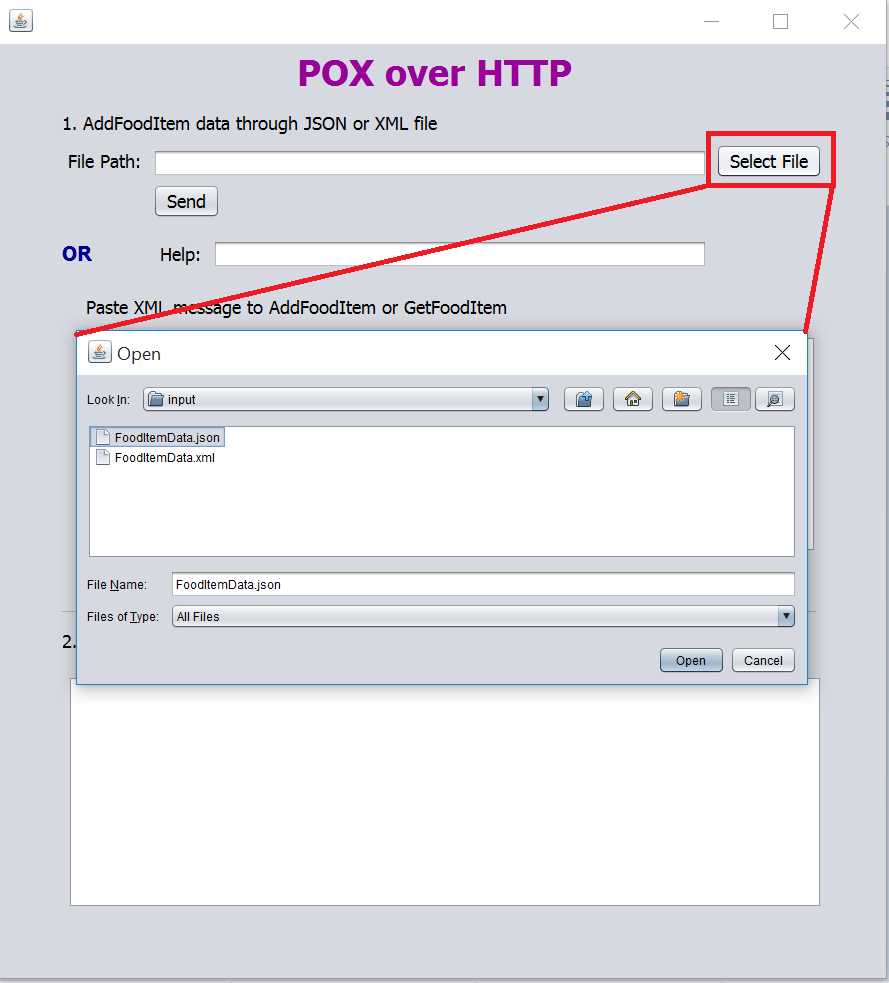 POX over HTTP
1. AddFoodItem data through JSON or XML file
File Path: Select File
Send
OR Help:
Paste XML message to AddFoodItem or GetFoodItem
Open
Look In: input
FoodItemData.json
FoodItemData.xml
File Name: FoodItemData.json
Files of Type: All Files
2.
Open Cancel